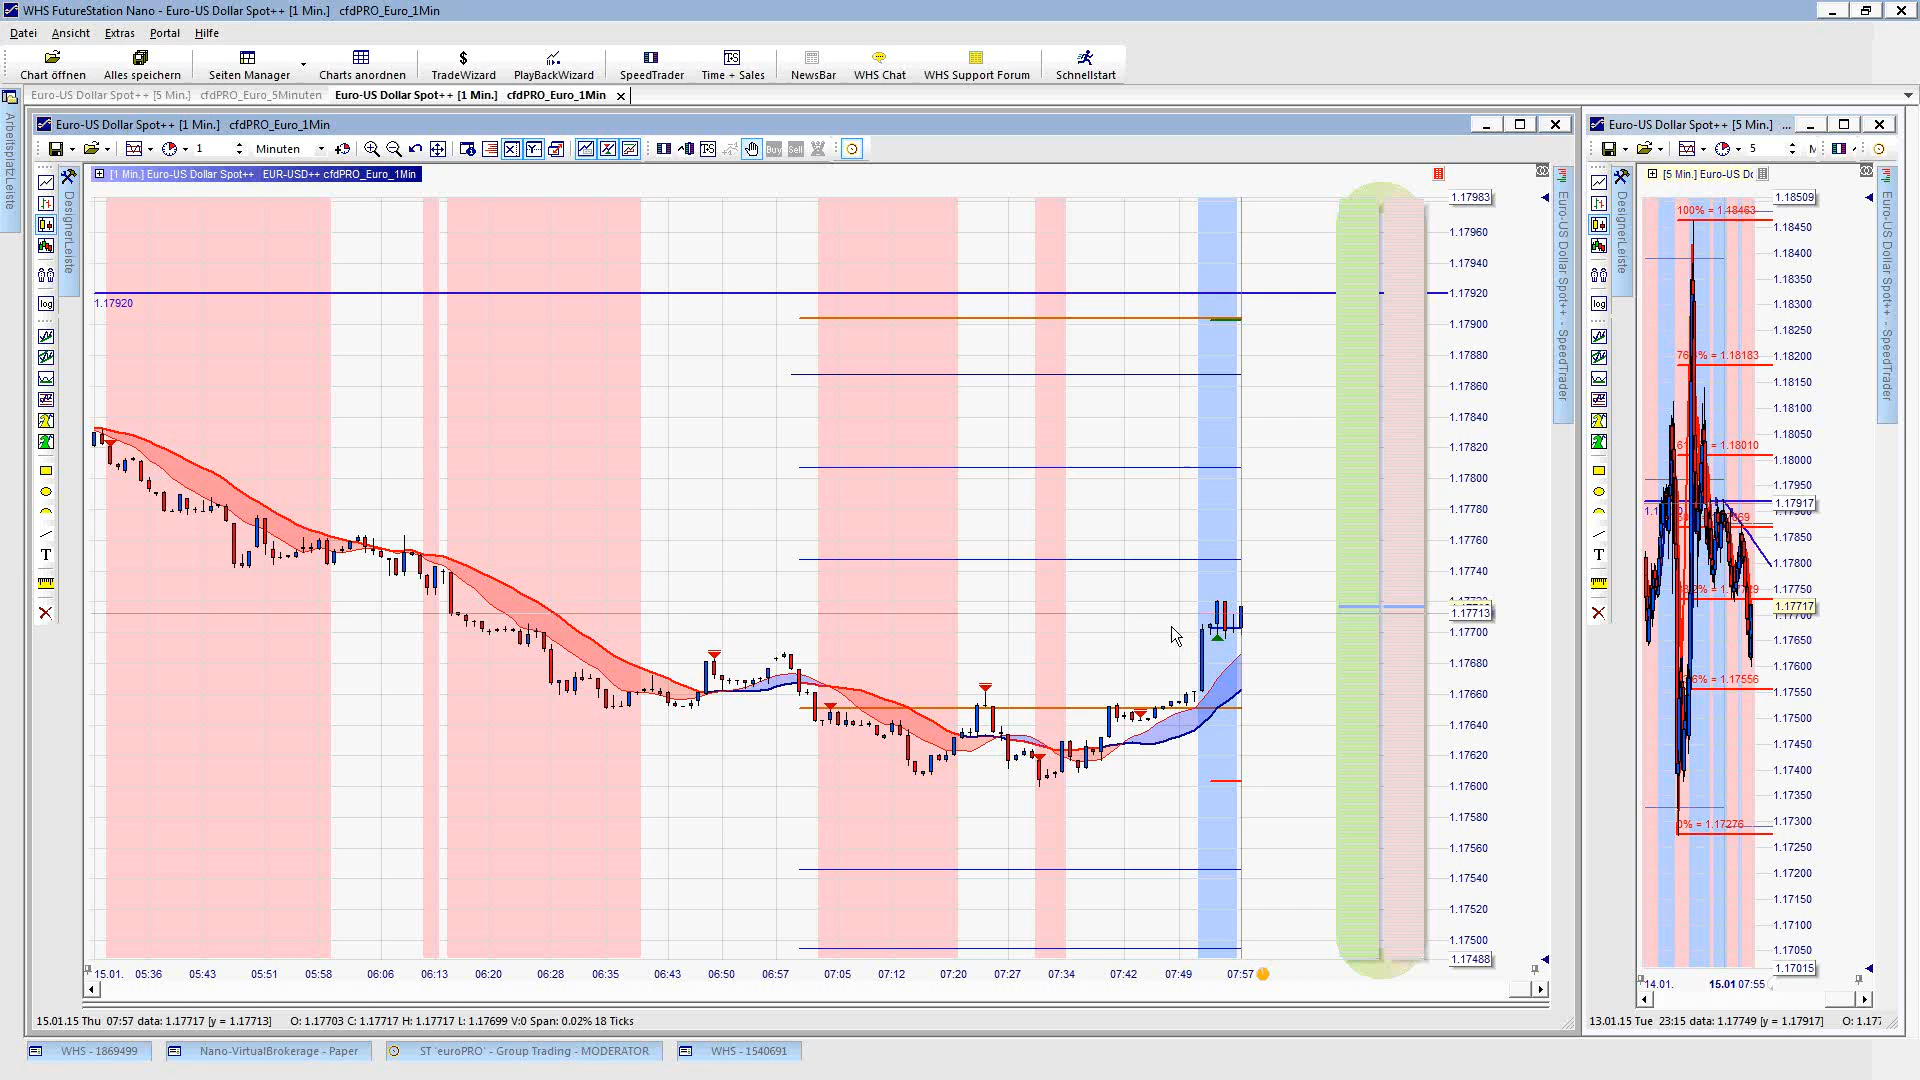 WHS FutureStation Nano - Euro-US Dollar Spot++ [1 Min.] cfdPRO_Euro_1Min
Datei Ansicht Extras Portal Hilfe
Chart öffnen Alles speichern Seiten Manager Charts anordnen TradeWizard PlayBackWizard SpeedTrader Time + Sales NewsBar WHS Chat WHS Support Forum Schnellstart
Euro-US Dollar Spot++ [5 Min.] cfdPRO_Euro_5Minuten Euro-US Dollar Spot++ [1 Min.] cfdPRO_Euro_1Min
ArbeitsplatzLeiste
Euro-US Dollar Spot++ [1 Min.] cfdPRO_Euro_1Min
1 Minuten
Buy Sell
DesignerLeiste
log
T
[1 Min.] Euro-US Dollar Spot++ EUR-USD++ cfdPRO_Euro_1Min
1.17920
1.17983
1.17960
1.17940
1.17920
1.17900
1.17880
1.17860
1.17840
1.17820
1.17800
1.17780
1.17760
1.17740
1.17713
1.17700
1.17680
1.17660
1.17640
1.17620
1.17600
1.17580
1.17560
1.17540
1.17520
1.17500
1.17488
15.01. 05:36 05:43 05:51 05:58 06:06 06:13 06:20 06:28 06:35 06:43 06:50 06:57 07:05 07:12 07:20 07:27 07:34 07:42 07:49 07:57
15.01.15 Thu 07:57 data: 1.17717 [y = 1.17713] O: 1.17703 C: 1.17717 H: 1.17717 L: 1.17699 V:0 Span: 0.02% 18 Ticks
Euro-US Dollar Spot++ - SpeedTrader
Euro-US Dollar Spot++ [5 Min.] ...
5
DesignerLeiste
log
T
[5 Min.] Euro-US Do
100% = 1.18463
= 1.18183
1.18010
= 1.17556
0% = 1.17276
1.18509
1.18450
1.18400
1.18350
1.18300
1.18250
1.18200
1.18150
1.18100
1.18050
1.18000
1.17950
1.17917
1.17850
1.17800
1.17750
1.17717
1.17650
1.17600
1.17550
1.17500
1.17450
1.17400
1.17350
1.17300
1.17250
1.17200
1.17150
1.17100
1.17050
1.17015
14.01. 15.01 07:55
13.01.15 Tue 23:15 data: 1.17749 [y = 1.17917] O: 1.177
Euro-US Dollar Spot++ - SpeedTrader
WHS - 1869499 Nano-VirtualBrokerage - Paper ST 'euroPRO' - Group Trading - MODERATOR WHS - 1540691